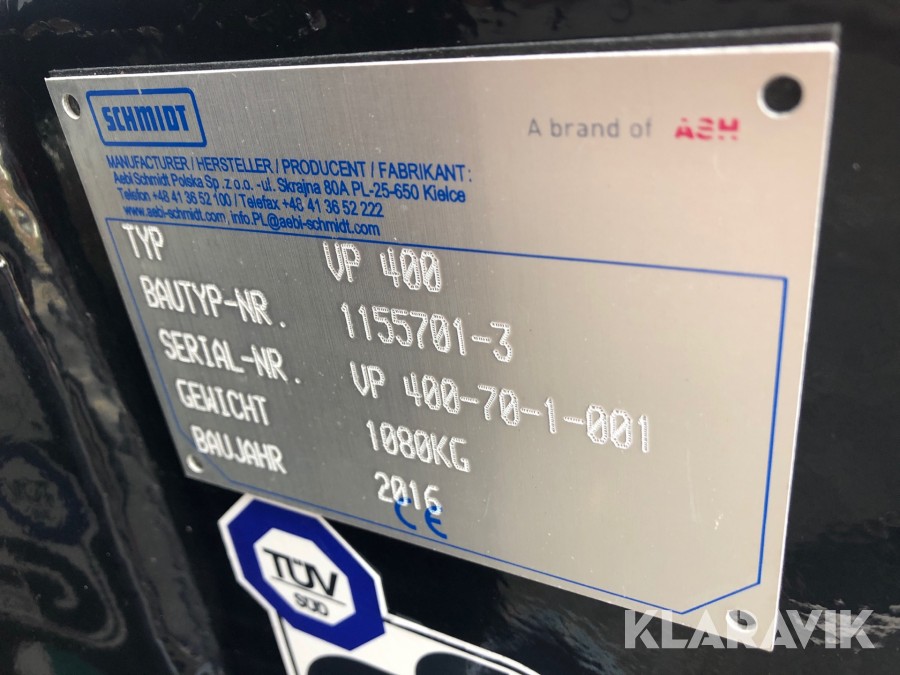 SCHMIDT
A brand of ASH
MANUFACTURER / HERSTELLER / PRODUCENT / FABRIKANT:
Aebi Schmidt Polska Sp. z o.o. -ul. Skrajna 80A PL-25-650 Kielce
Telefon +48 41 36 52 100 / Telefax +48 41 36 52 222
www.aebi-schmidt.com, info.PL@aebi-schmidt.com
TYP VP 400
BAUTYP-NR. 1155701-3
SERIAL-NR. VP 400-70-1-001
GEWICHT 1080KG
BAUJAHR 2016
CE
TÜV
SÜD
KLARAVIK